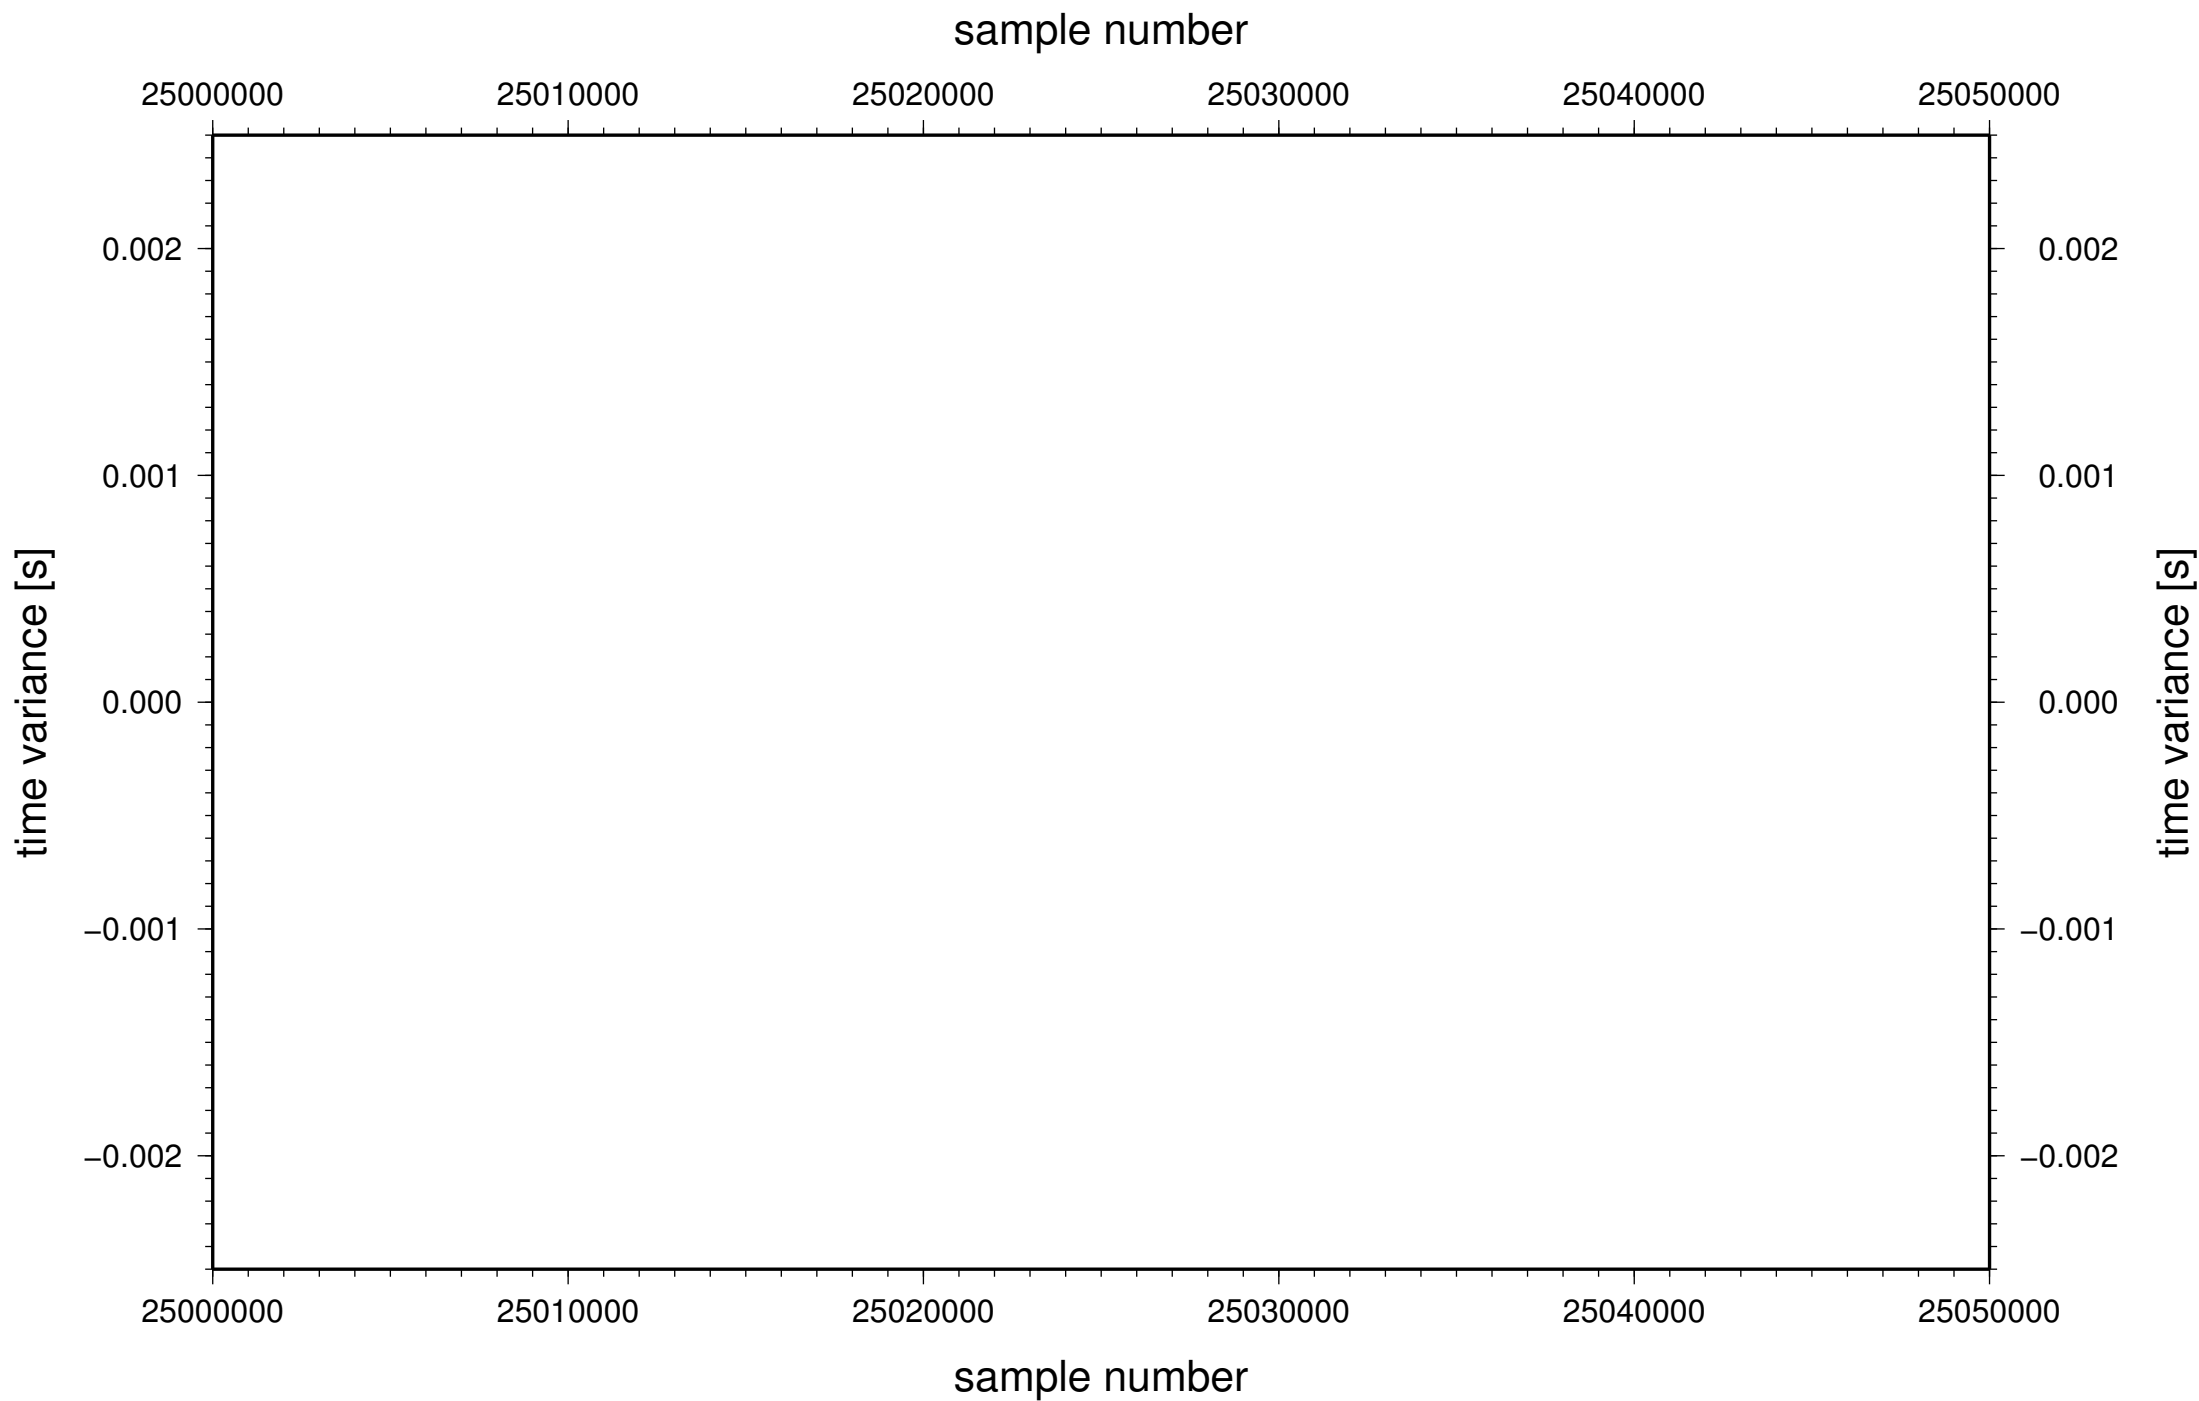 sample number
25000000 25010000 25020000 25030000 25040000 25050000
0.002 0.002
0.001 0.001
time variance [s] 0.000 0.000 time variance [s]
−0.001 −0.001
−0.002 −0.002
25000000 25010000 25020000 25030000 25040000 25050000
sample number